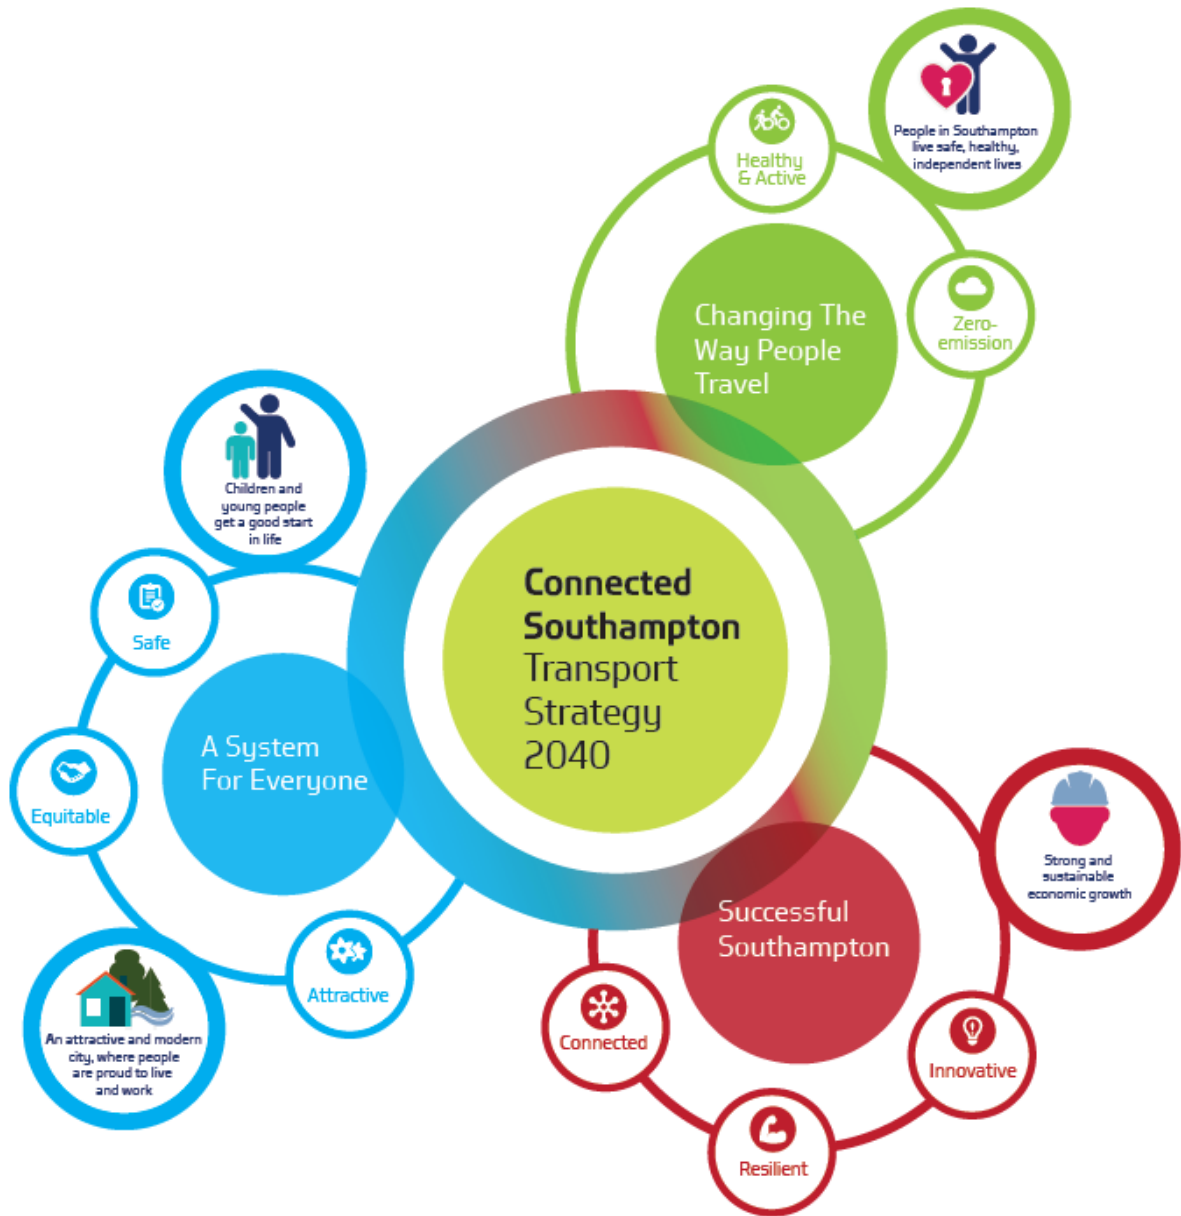 People in Southampton
live safe, healthy,
independent lives
Healthy
& Active
Zero-
emission
Changing The
Way People
Travel
Children and
young people
get a good start
in life
Safe
Equitable
A System
For Everyone
Attractive
An attractive and modern
city, where people
are proud to live
and work
Connected
Southampton
Transport
Strategy
2040
Strong and
sustainable
economic growth
Successful
Southampton
Connected
Innovative
Resilient